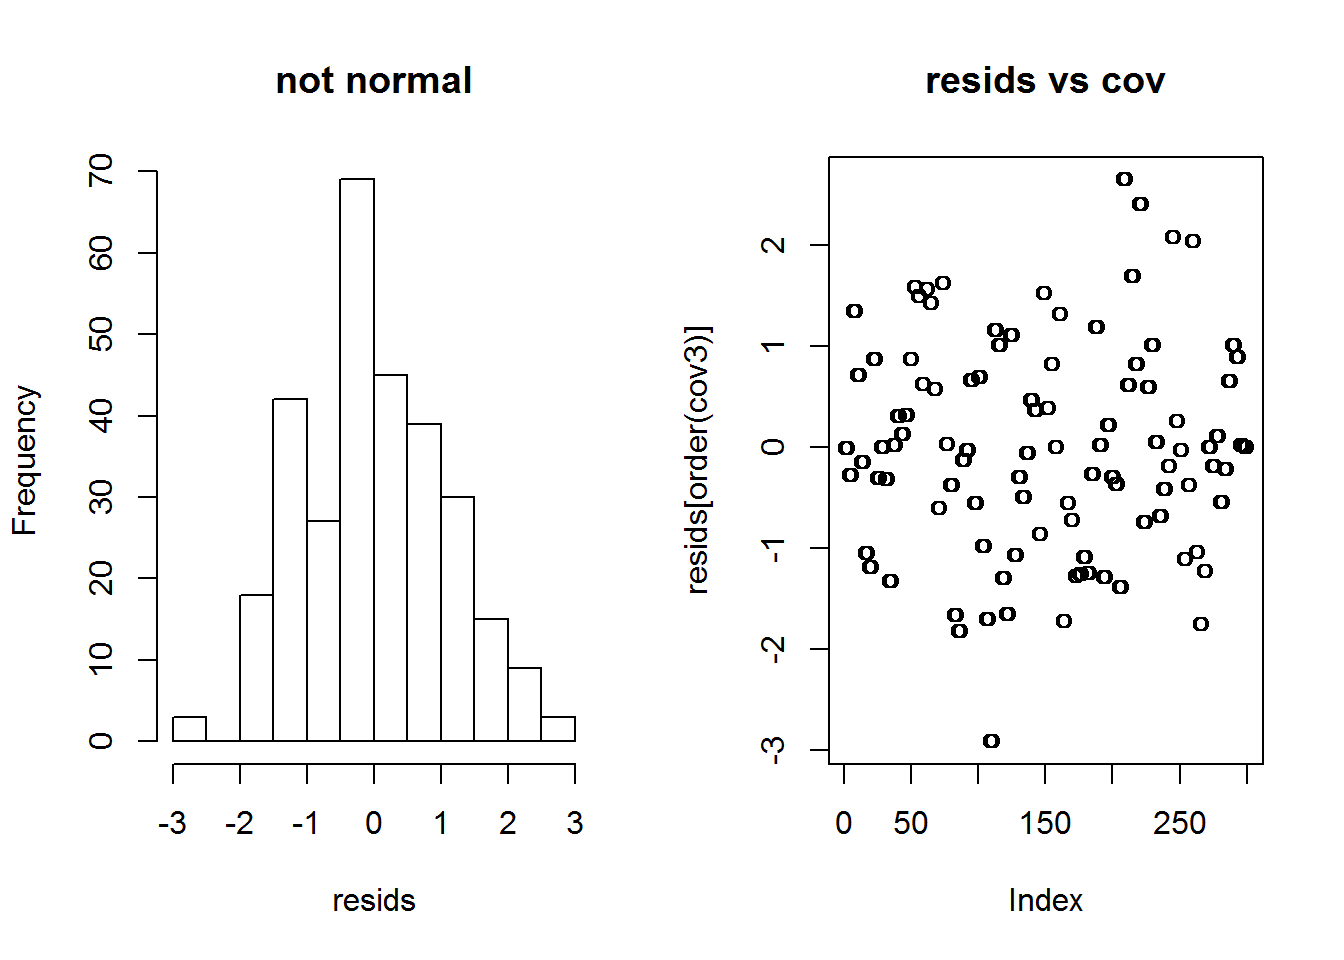 not normal
Frequency
0 10 20 30 40 50 60 70
-3 -2 -1 0 1 2 3
resids
resids vs cov
resids[order(cov3)]
-3 -2 -1 0 1 2
0 50 150 250
Index